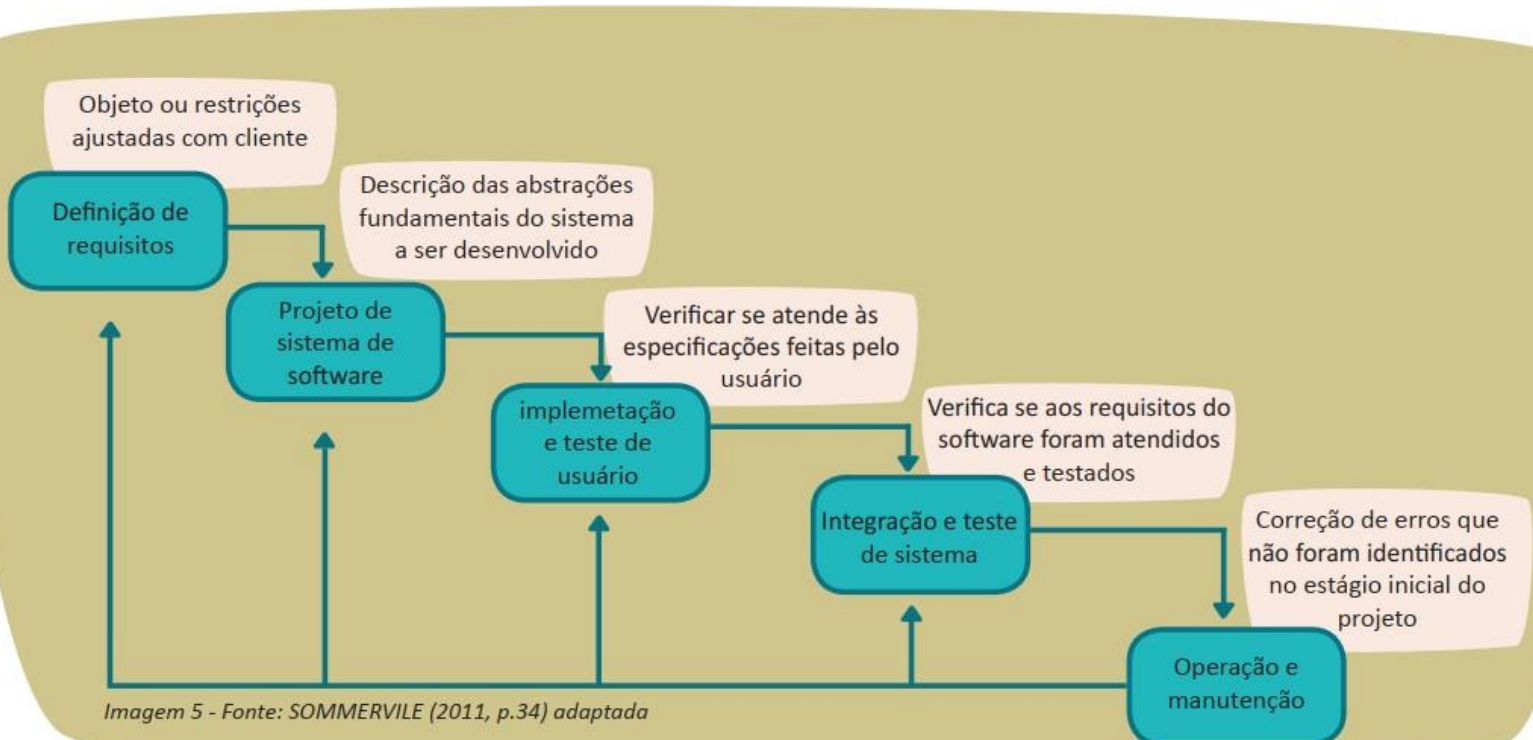 Objeto ou restrições
ajustadas com cliente
Definição de
requisitos
Descrição das abstrações
fundamentais do sistema
a ser desenvolvido
Projeto de
sistema de
software
Verificar se atende às
especificações feitas pelo
usuário
implemetação
e teste de
usuário
Verifica se aos requisitos do
software foram atendidos
e testados
Integração e teste
de sistema
Correção de erros que
não foram identificados
no estágio inicial do
projeto
Operação e
manutenção
Imagem 5 - Fonte: SOMMERVILE (2011, p.34) adaptada